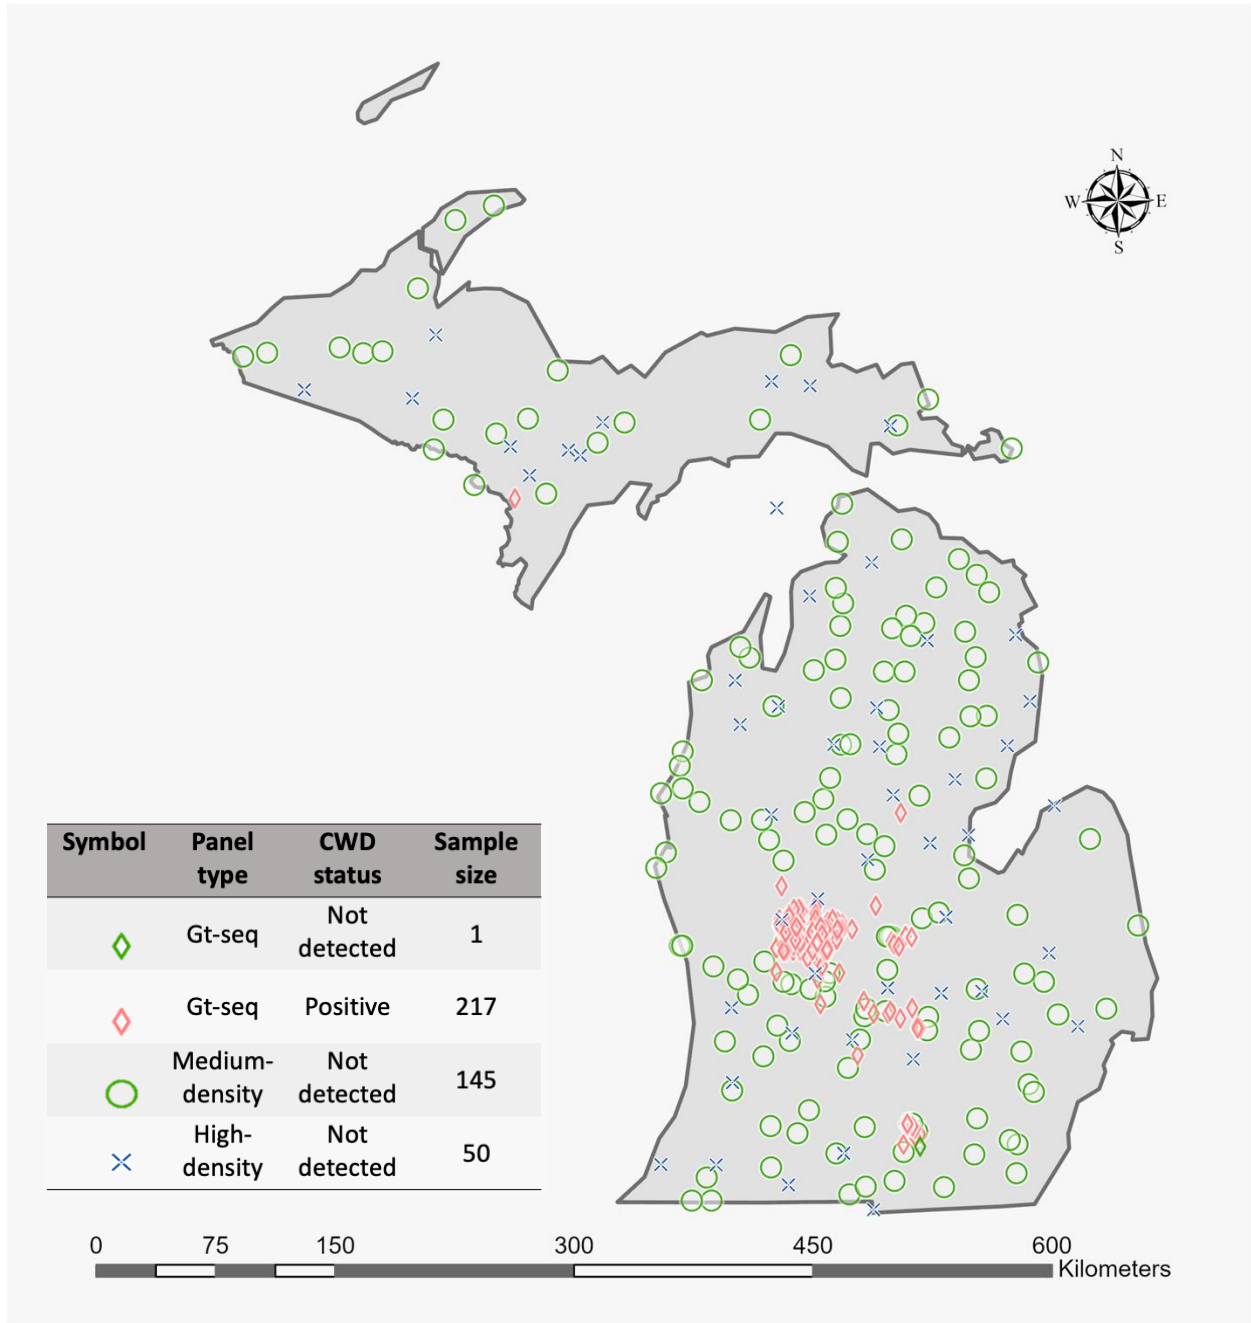 N
W E
S
Symbol Panel CWD Sample
type status size
Gt-seq Not detected 1
Gt-seq Positive 217
Medium-density Not detected 145
High-density Not detected 50
0 75 150 300 450 600
Kilometers